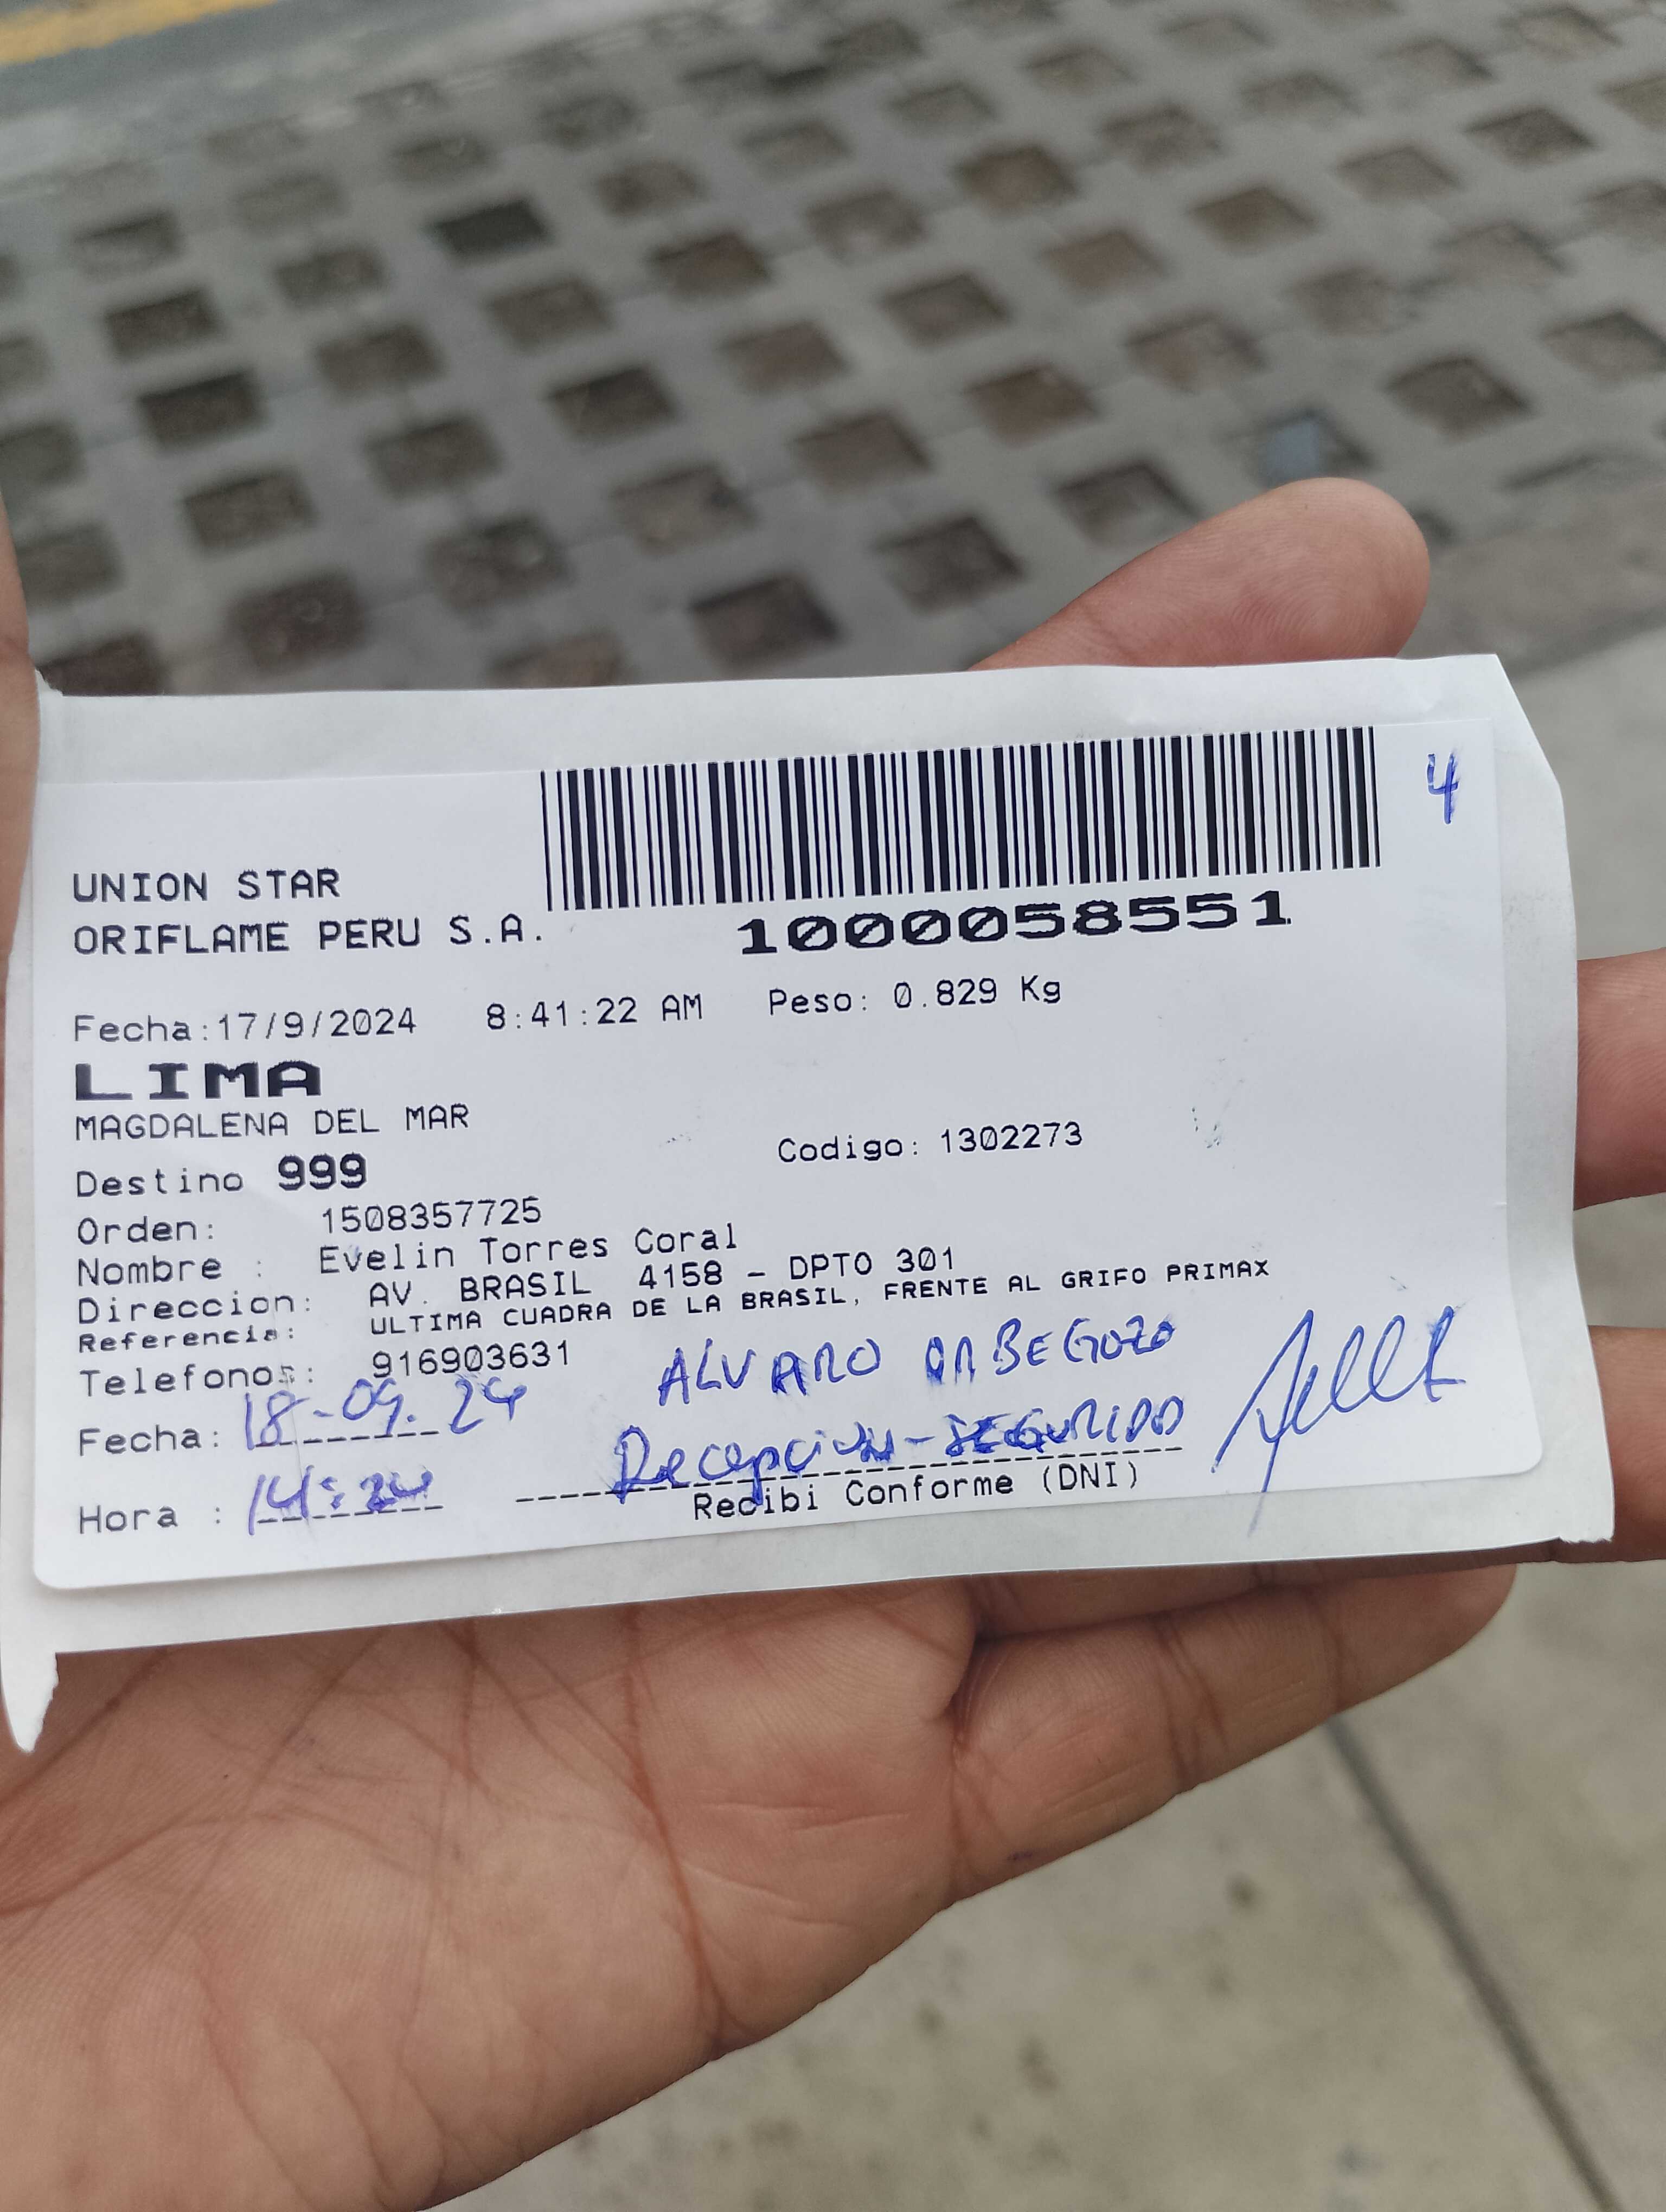 4
UNION STAR
ORIFLAME PERU S.A.
1000058551
Fecha:17/9/2024 8:41:22 AM Peso: 0.829 Kg
LIMA
MAGDALENA DEL MAR
Codigo: 1302273
Destino 999
Orden: 1508357725
Nombre : Evelin Torres Coral
Direccion: AV. BRASIL 4158 - DPTO 301
Referencia: ULTIMA CUADRA DE LA BRASIL, FRENTE AL GRIFO PRIMAX
Telefonos: 916903631
ALVARO ORBEGOZO
Fecha: 18-09-24
Recepcion-SEGURIDAD
Hora : 14:24
Recibi Conforme (DNI)